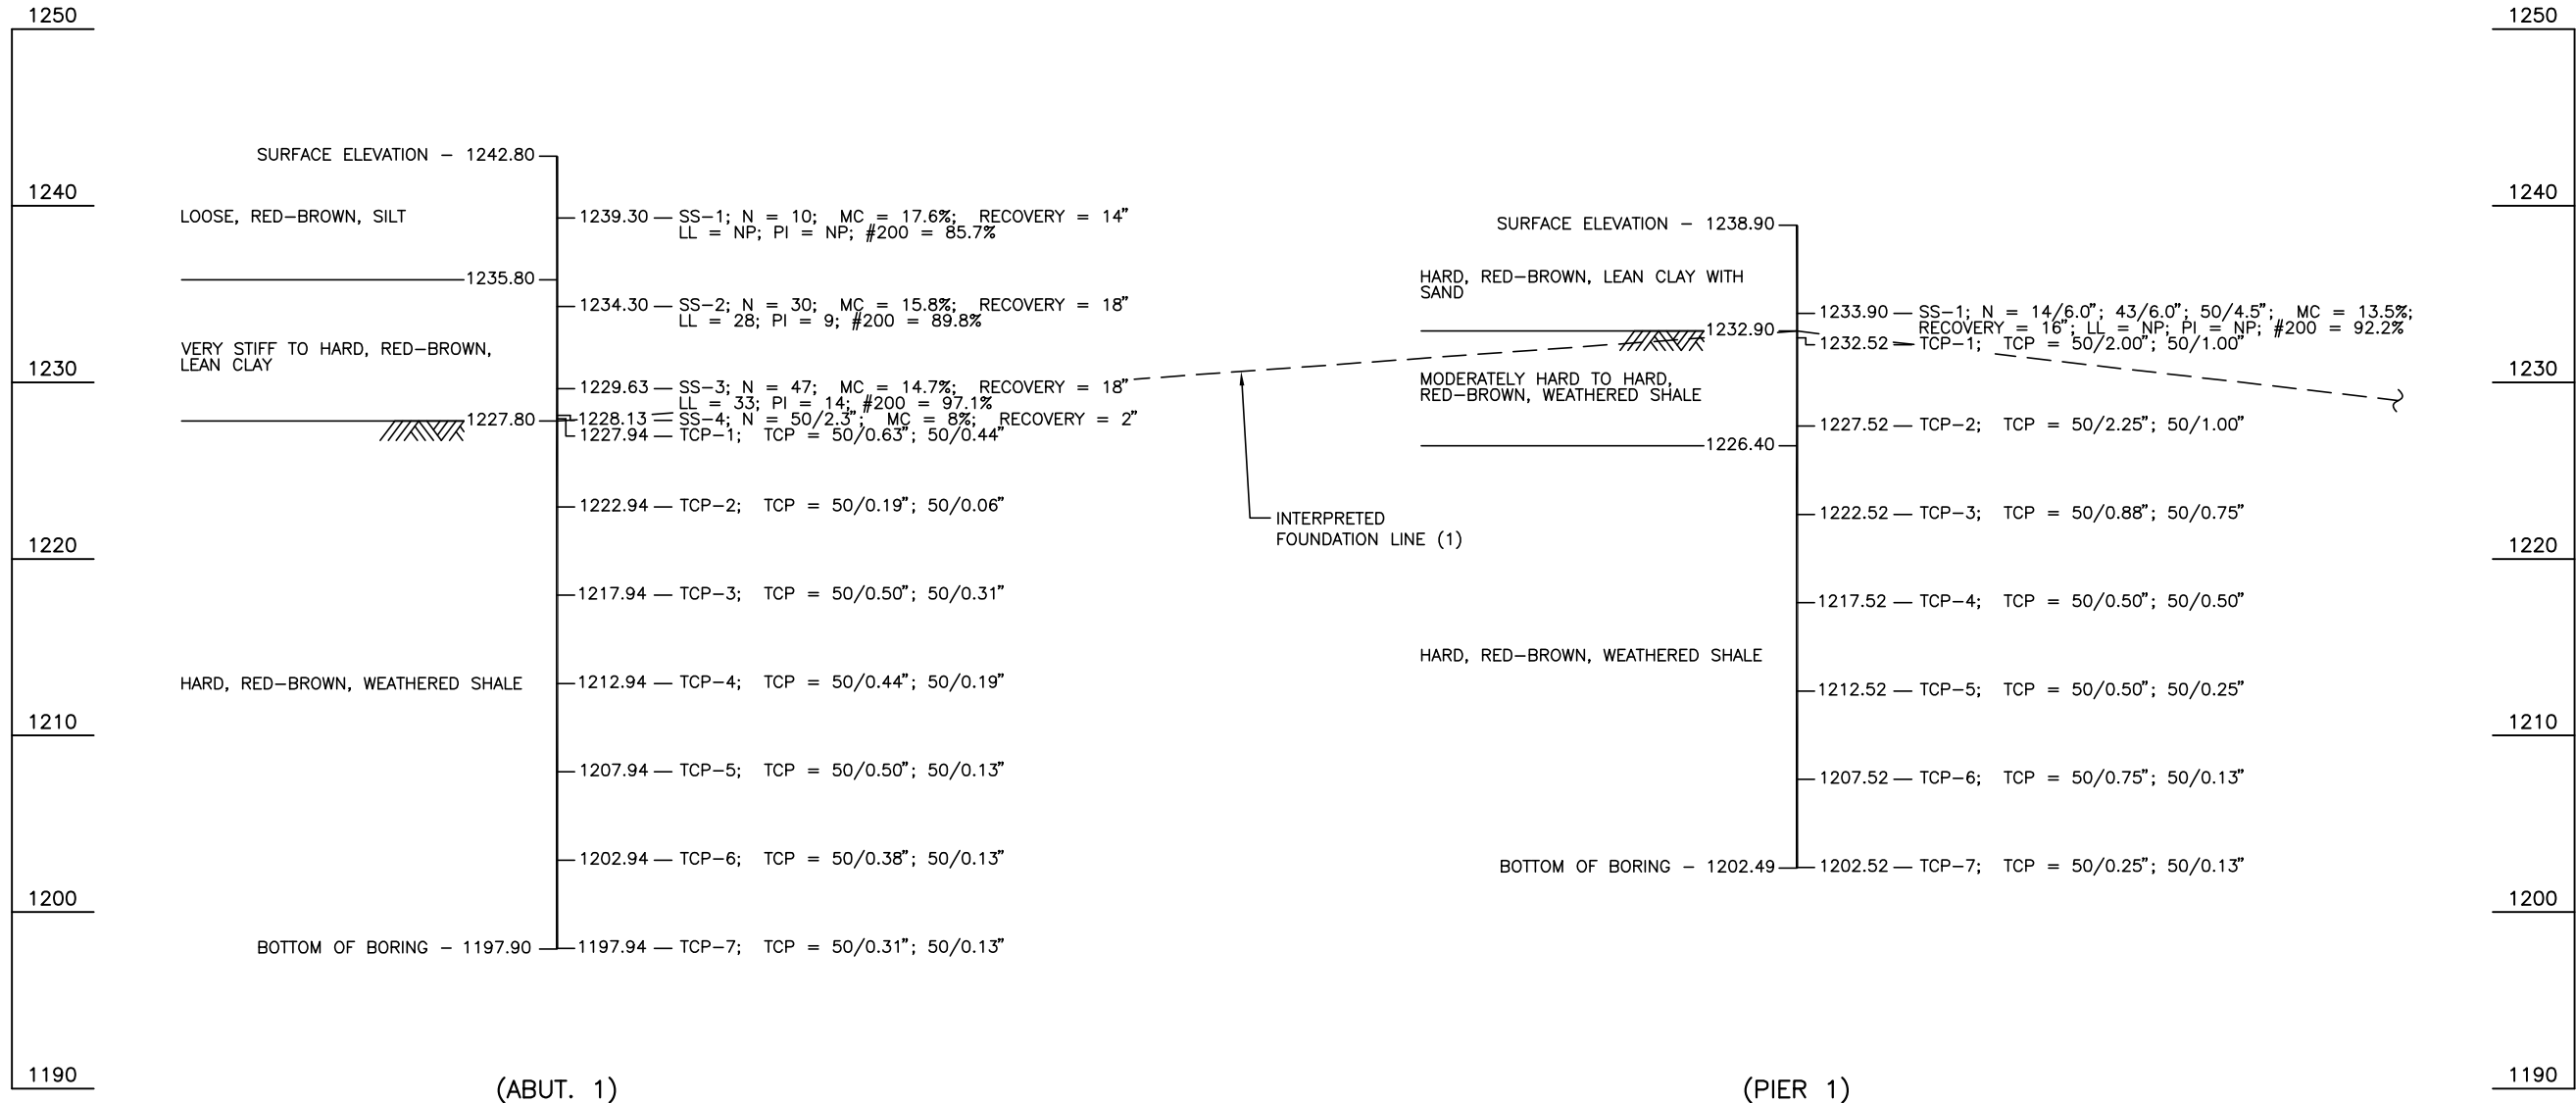 1250
1240
1230
1220
1210
1200
1190
SURFACE ELEVATION - 1242.80
LOOSE, RED-BROWN, SILT
1239.30 — SS-1; N = 10; MC = 17.6%; RECOVERY = 14"
LL = NP; PI = NP; #200 = 85.7%
1235.80
1234.30 — SS-2; N = 30; MC = 15.8%; RECOVERY = 18"
LL = 28; PI = 9; #200 = 89.8%
VERY STIFF TO HARD, RED-BROWN,
LEAN CLAY
1229.63 — SS-3; N = 47; MC = 14.7%; RECOVERY = 18"
LL = 33; PI = 14; #200 = 97.1%
1227.80
1228.13 — SS-4; N = 50/2.3"; MC = 8%; RECOVERY = 2"
1227.94 — TCP-1; TCP = 50/0.63"; 50/0.44"
1222.94 — TCP-2; TCP = 50/0.19"; 50/0.06"
1217.94 — TCP-3; TCP = 50/0.50"; 50/0.31"
HARD, RED-BROWN, WEATHERED SHALE
1212.94 — TCP-4; TCP = 50/0.44"; 50/0.19"
1207.94 — TCP-5; TCP = 50/0.50"; 50/0.13"
1202.94 — TCP-6; TCP = 50/0.38"; 50/0.13"
BOTTOM OF BORING - 1197.90
1197.94 — TCP-7; TCP = 50/0.31"; 50/0.13"
(ABUT. 1)
INTERPRETED
FOUNDATION LINE (1)
SURFACE ELEVATION - 1238.90
HARD, RED-BROWN, LEAN CLAY WITH
SAND
1233.90 — SS-1; N = 14/6.0"; 43/6.0"; 50/4.5"; MC = 13.5%;
RECOVERY = 16"; LL = NP; PI = NP; #200 = 92.2%
1232.90
1232.52 — TCP-1; TCP = 50/2.00"; 50/1.00"
MODERATELY HARD TO HARD,
RED-BROWN, WEATHERED SHALE
1227.52 — TCP-2; TCP = 50/2.25"; 50/1.00"
1226.40
1222.52 — TCP-3; TCP = 50/0.88"; 50/0.75"
1217.52 — TCP-4; TCP = 50/0.50"; 50/0.50"
HARD, RED-BROWN, WEATHERED SHALE
1212.52 — TCP-5; TCP = 50/0.50"; 50/0.25"
1207.52 — TCP-6; TCP = 50/0.75"; 50/0.13"
BOTTOM OF BORING - 1202.49
1202.52 — TCP-7; TCP = 50/0.25"; 50/0.13"
(PIER 1)
1250
1240
1230
1220
1210
1200
1190